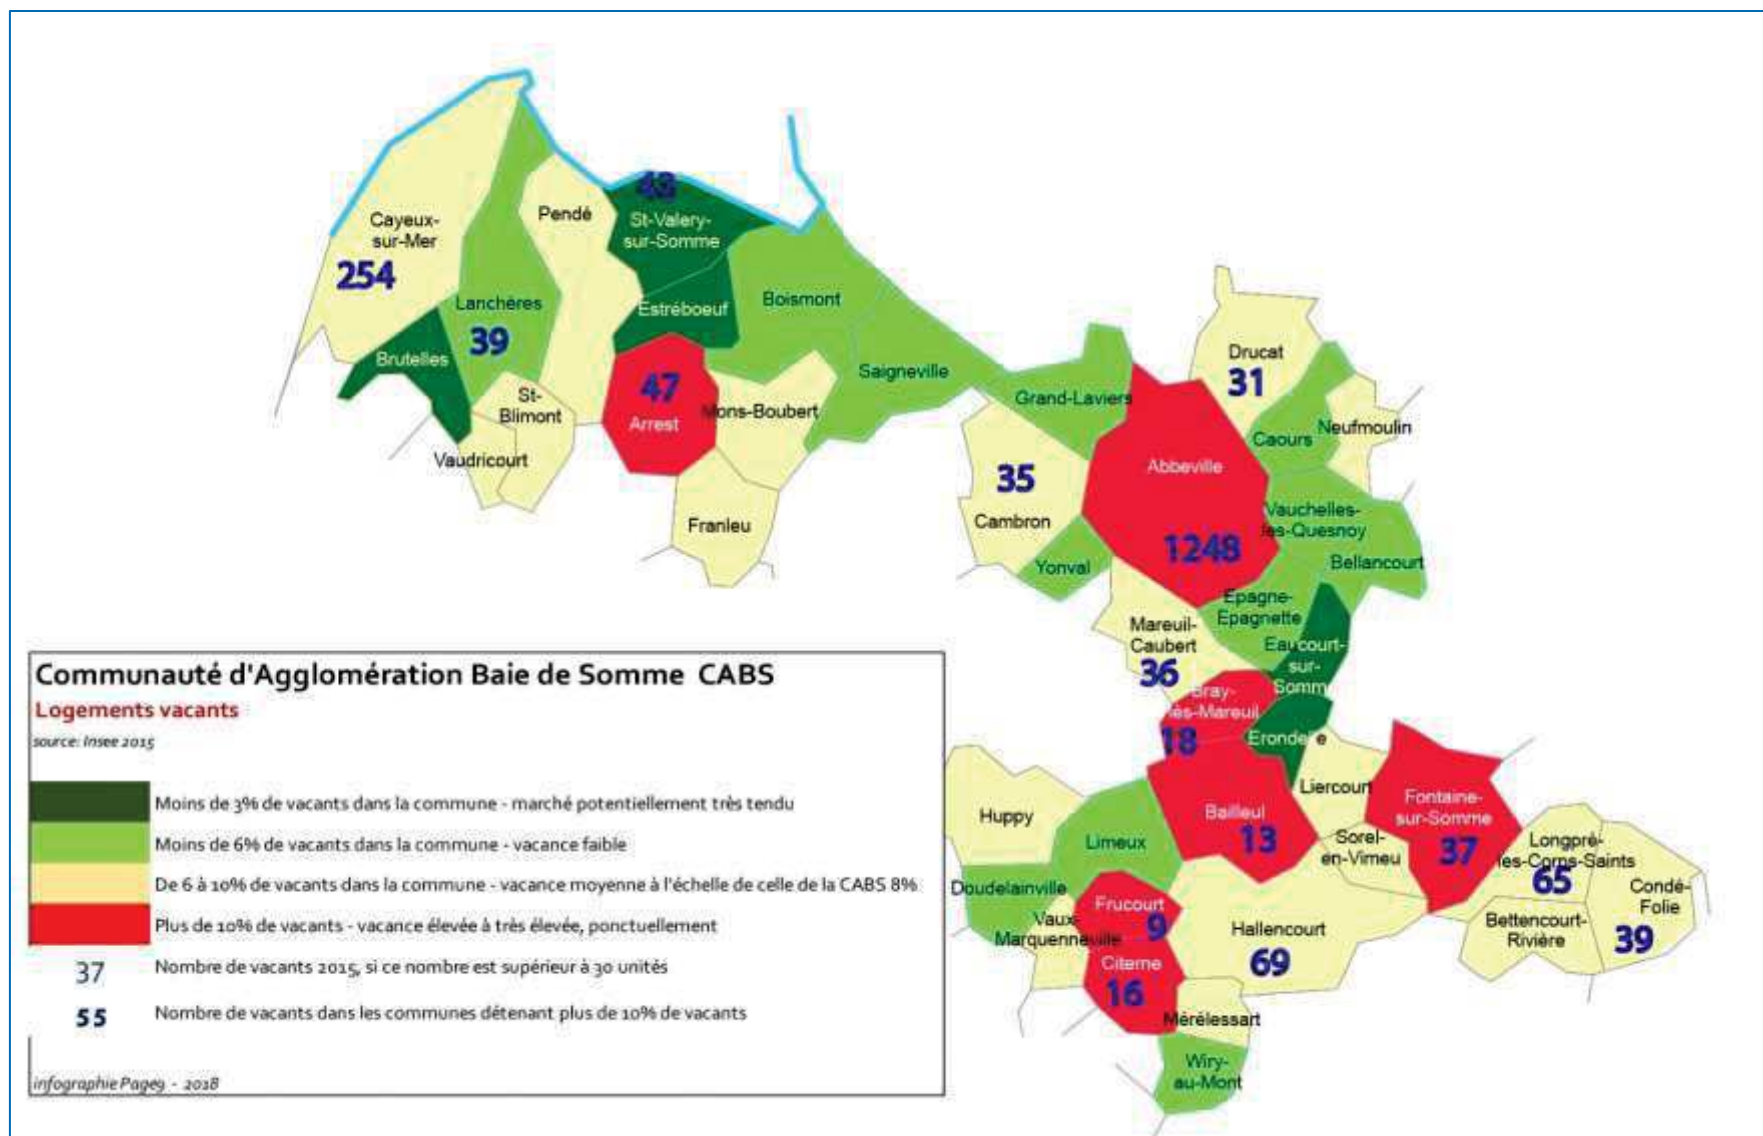 48
St-Valery-
sur-Somme
Pendé
Cayeux-
sur-Mer
254
Lanchères
39
Estréboeuf
Boismont
Brutelles
Saigneville
47
Arrest
St-
Blimont
Mons-Boubert
Vaudricourt
Franleu
Drucat
31
Grand-Laviers
Caours
Neufmoulin
Abbeville
1248
35
Cambron
Vauchelles-
les-Quesnoy
Bellancourt
Yonval
Epagne-
Epagnette
Mareuil-
Caubert
36
Eaucourt-
sur-
Somme
Bray-
lès-Mareuil
18
Erondelle
Liercourt
Fontaine-
sur-Somme
37
Bailleul
13
Huppy
Limeux
Sorel-
en-Vimeu
Longpré-
les-Corps-Saints
65
Condé-
Folie
39
Doudelainville
Frucourt
9
Vaux-
Marquenneville
Hallencourt
69
Bettencourt-
Rivière
Citerne
16
Mérélessart
Wiry-
au-Mont
Communauté d'Agglomération Baie de Somme CABS
Logements vacants
source: Insee 2015
Moins de 3% de vacants dans la commune - marché potentiellement très tendu
Moins de 6% de vacants dans la commune - vacance faible
De 6 à 10% de vacants dans la commune - vacance moyenne à l'échelle de celle de la CABS 8%
Plus de 10% de vacants - vacance élevée à très élevée, ponctuellement
37 Nombre de vacants 2015, si ce nombre est supérieur à 30 unités
55 Nombre de vacants dans les communes détenant plus de 10% de vacants
infographie Page9 - 2018